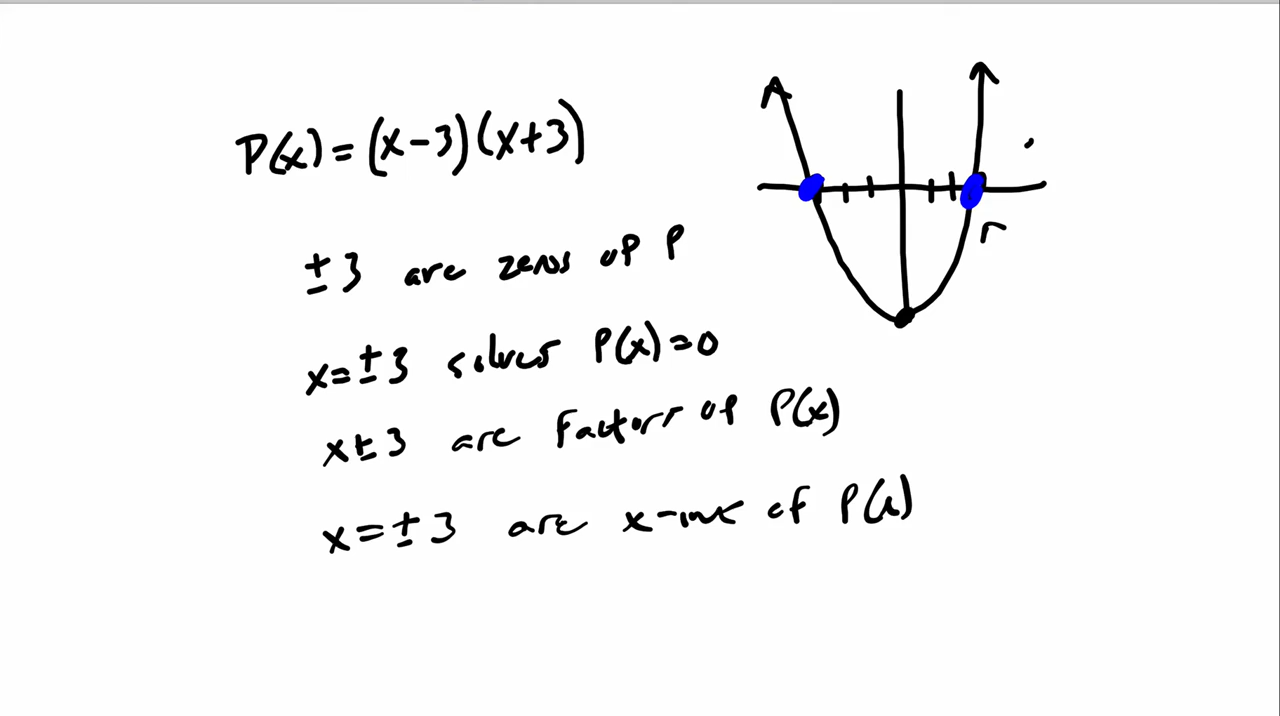 P(x) = (x-3)(x+3)
± 3 are zeros of P
x = ± 3 solves P(x) = 0
x ± 3 are factors of P(x)
x = ± 3 are x-int of P(x)